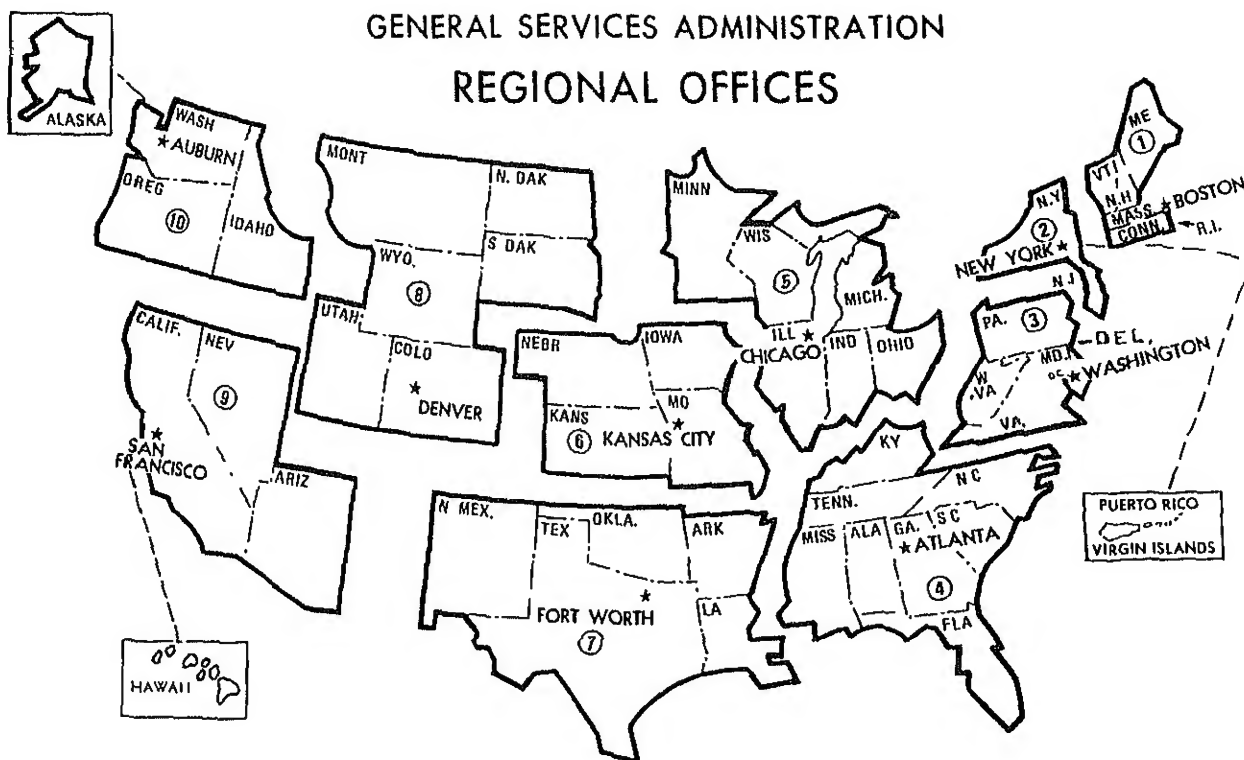 GENERAL SERVICES ADMINISTRATION
REGIONAL OFFICES
ALASKA
WASH
AUBURN
OREG
10
IDAHO
MONT
N. DAK
S DAK
WYO.
8
UTAH
COLO
DENVER
CALIF.
NEV
9
SAN
FRANCISCO
ARIZ
HAWAII
NEBR
IOWA
KANS
MO
6
KANSAS CITY
N MEX.
TEX
OKLA.
ARK
LA
FORT WORTH
7
MINN
WIS
5
MICH.
ILL
CHICAGO
IND
OHIO
KY
TENN.
N C
MISS
ALA
GA.
S C
ATLANTA
4
FLA
ME
1
VT
N.H
MASS
BOSTON
CONN.
R.I.
N.Y.
2
NEW YORK
N J
PA.
3
DEL.
MD.
DC
WASHINGTON
W
VA
VA.
PUERTO RICO
VIRGIN ISLANDS